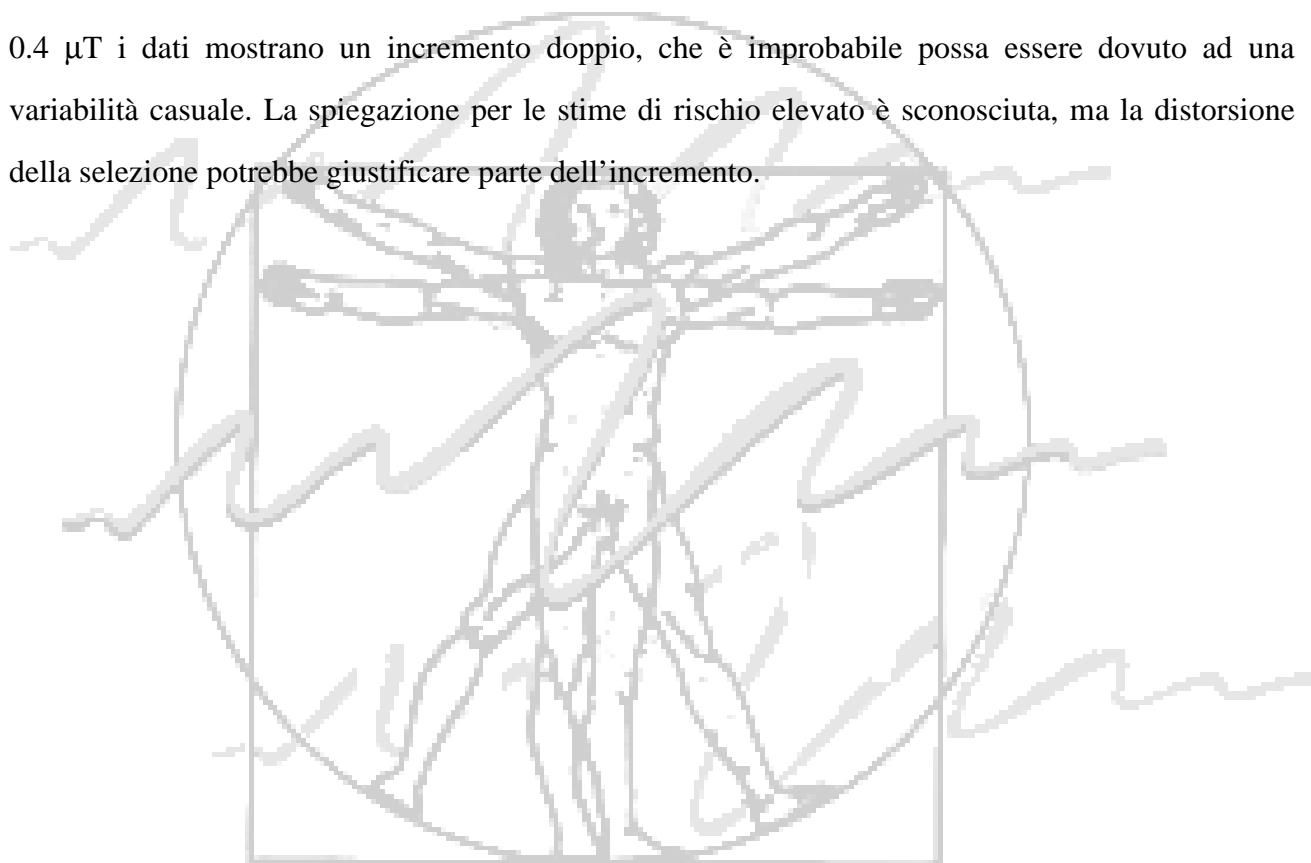 0.4 μT i dati mostrano un incremento doppio, che è improbabile possa essere dovuto ad una
variabilità casuale. La spiegazione per le stime di rischio elevato è sconosciuta, ma la distorsione
della selezione potrebbe giustificare parte dell’incremento.